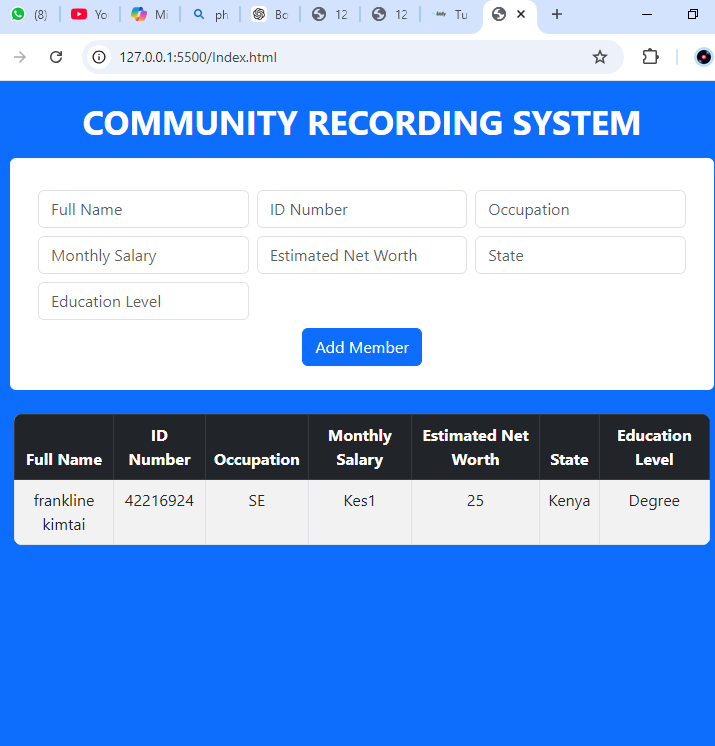 (8) Yo Mi ph Bo 12 12 Tu
127.0.0.1:5500/Index.html
COMMUNITY RECORDING SYSTEM
Full Name ID Number Occupation
Monthly Salary Estimated Net Worth State
Education Level
Add Member
Full Name ID Number Occupation Monthly Salary Estimated Net Worth State Education Level
frankline kimtai 42216924 SE Kes1 25 Kenya Degree